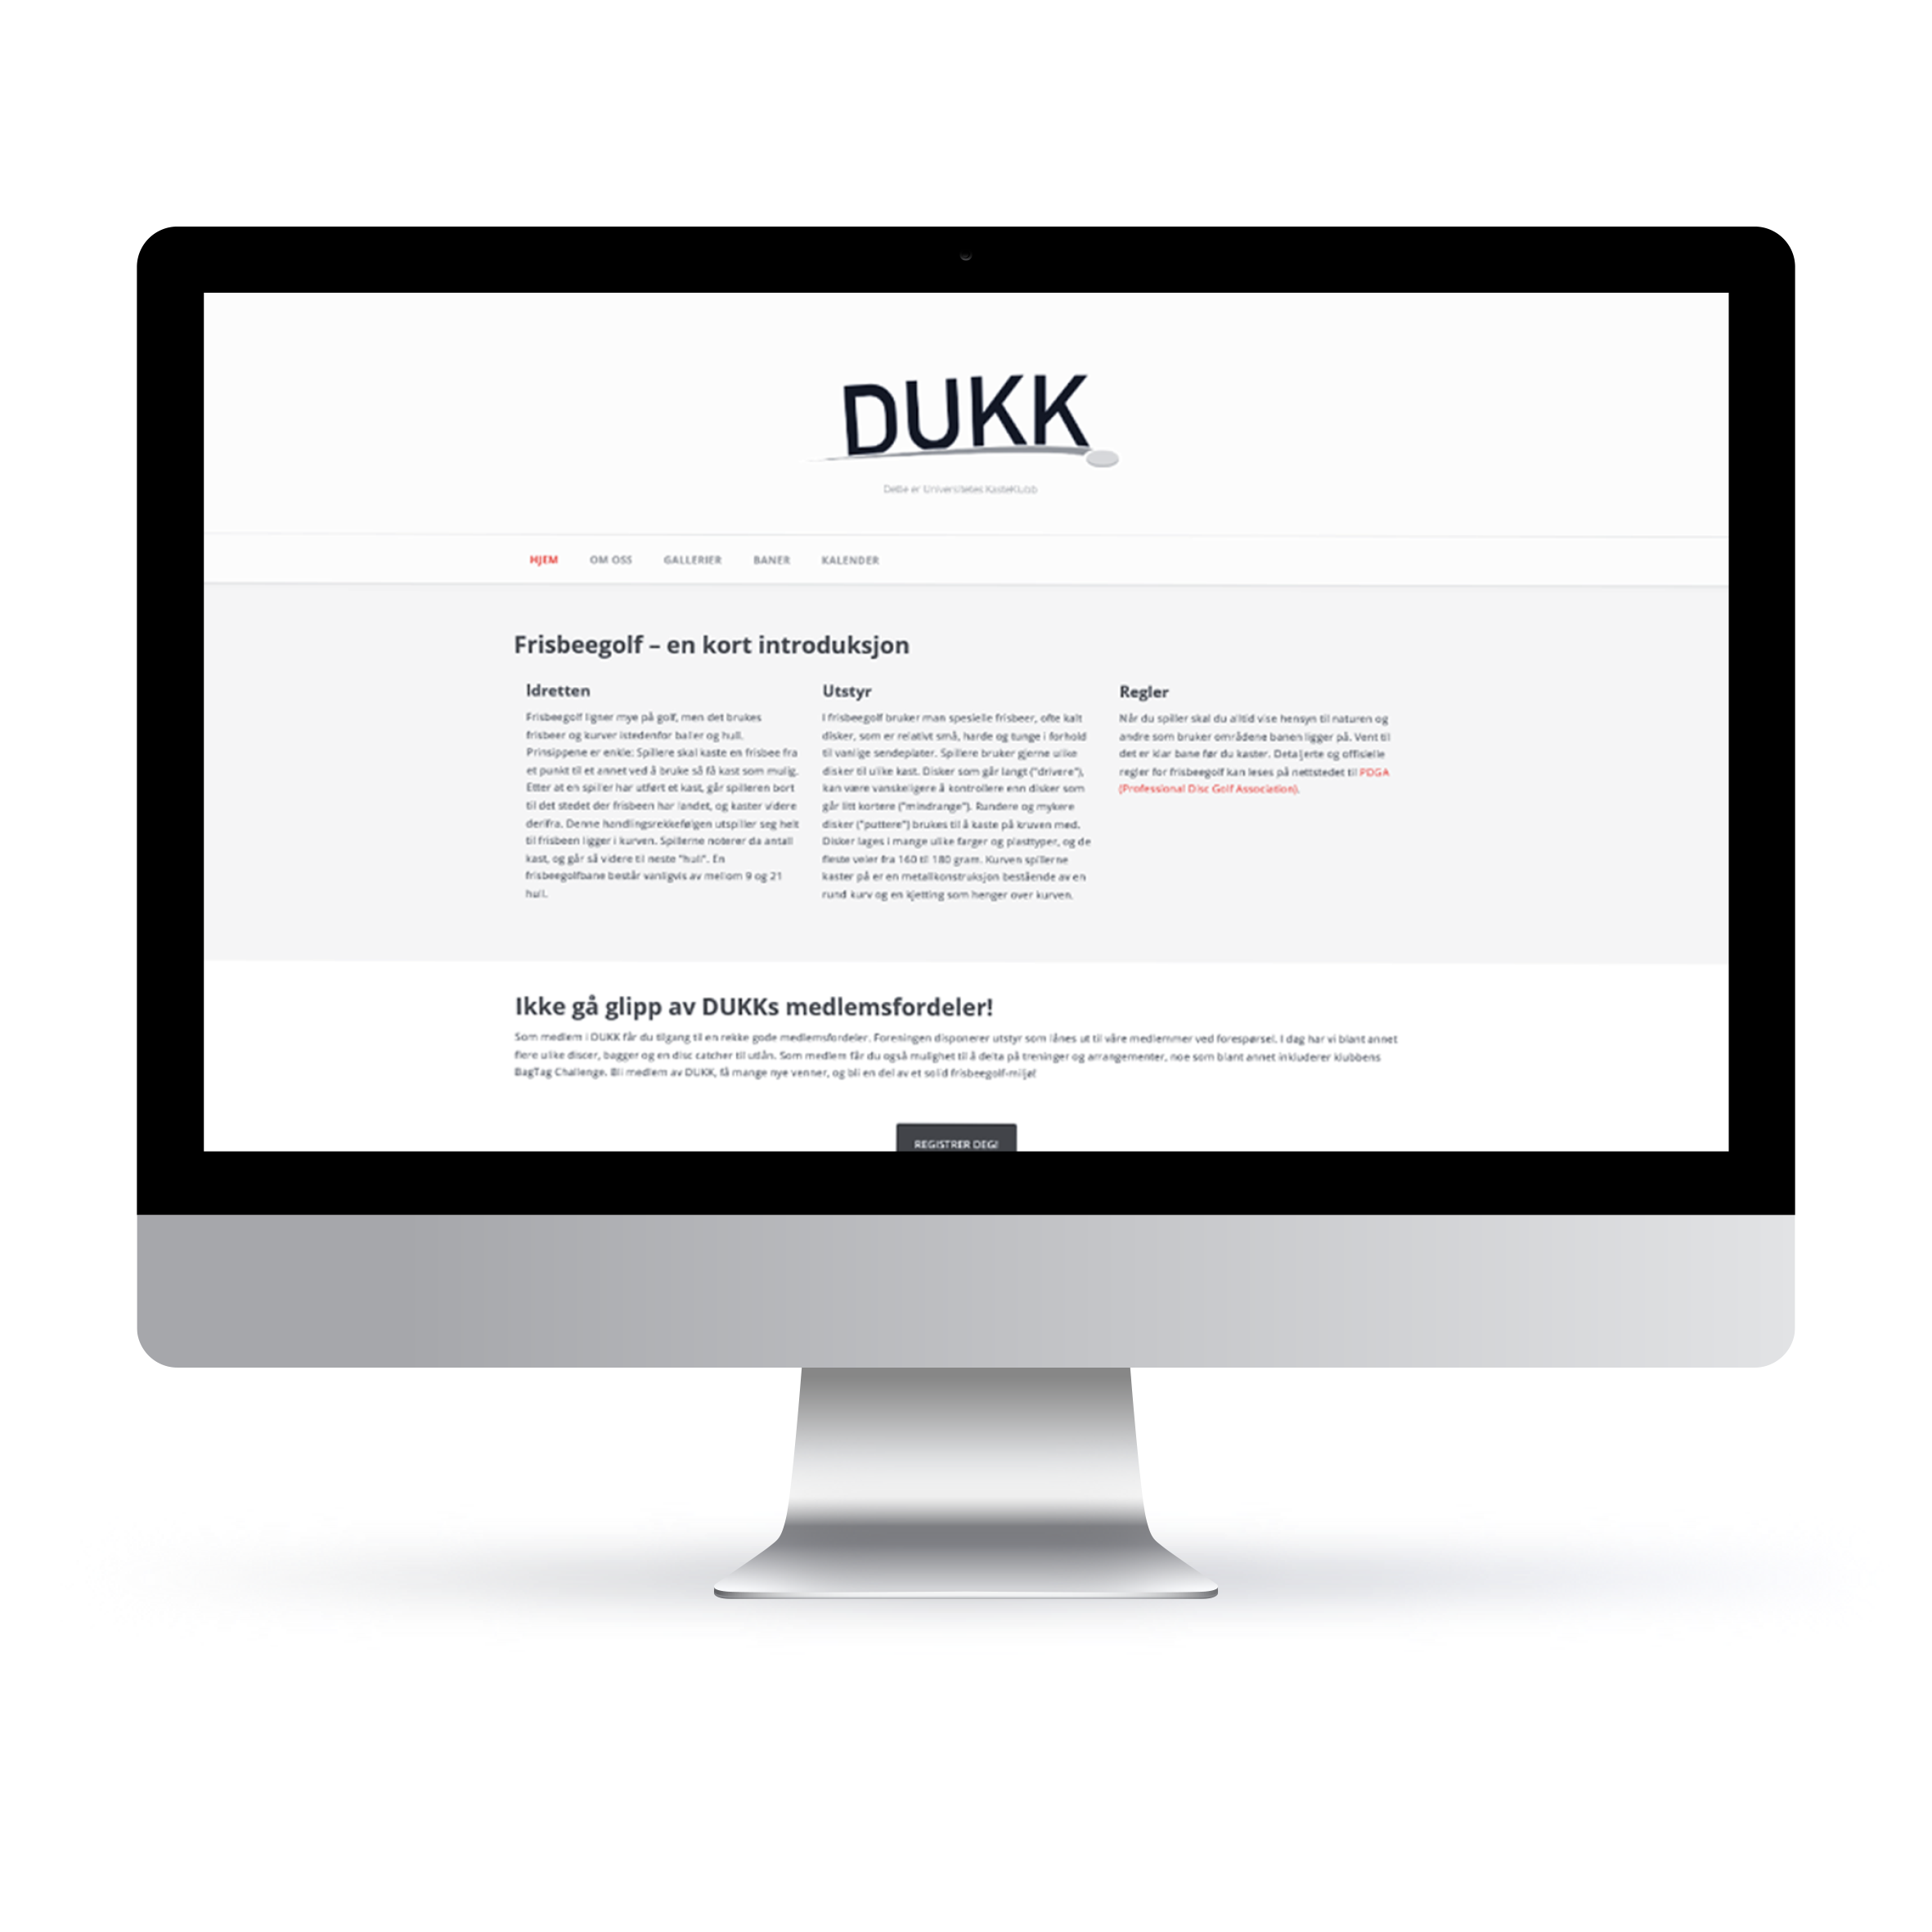 DUKK
Dette er Universitetes KasteKlubb
HJEM OM OSS GALLERIER BANER KALENDER
Frisbeegolf – en kort introduksjon
Idretten
Frisbeegolf ligner mye på golf, men det brukes
frisbeer og kurver istedenfor baller og hull.
Prinsippene er enkle: Spillere skal kaste en frisbee fra
et punkt til et annet ved å bruke så få kast som mulig.
Etter at en spiller har utført et kast, går spilleren bort
til det stedet der frisbeen har landet, og kaster videre
derifra. Denne handlingsrekkefølgen utspiller seg helt
til frisbeen ligger i kurven. Spillerne noterer da antall
kast, og går så videre til neste "hull". En
frisbeegolfbane består vanligvis av mellom 9 og 21
hull.
Utstyr
I frisbeegolf bruker man spesielle frisbeer, ofte kalt
disker, som er relativt små, harde og tunge i forhold
til vanlige sendeplater. Spillere bruker gjerne ulike
disker til ulike kast. Disker som går langt ("drivere"),
kan være vanskeligere å kontrollere enn disker som
går litt kortere ("mindrange"). Rundere og mykere
disker ("puttere") brukes til å kaste på kruven med.
Disker lages i mange ulike farger og plasttyper, og de
fleste veier fra 160 til 180 gram. Kurven spillerne
kaster på er en metallkonstruksjon bestående av en
rund kurv og en kjetting som henger over kurven.
Regler
Når du spiller skal du alltid vise hensyn til naturen og
andre som bruker områdene banen ligger på. Vent til
det er klar bane før du kaster. Detaljerte og offisielle
regler for frisbeegolf kan leses på nettstedet til PDGA
(Professional Disc Golf Association).
Ikke gå glipp av DUKKs medlemsfordeler!
Som medlem i DUKK får du tilgang til en rekke gode medlemsfordeler. Foreningen disponerer utstyr som lånes ut til våre medlemmer ved forespørsel. I dag har vi blant annet
flere ulike discer, bagger og en disc catcher til utlån. Som medlem får du også mulighet til å delta på treninger og arrangementer, noe som blant annet inkluderer klubbens
BagTag Challenge. Bli medlem av DUKK, få mange nye venner, og bli en del av et solid frisbeegolf-miljø!
REGISTRER DEG!